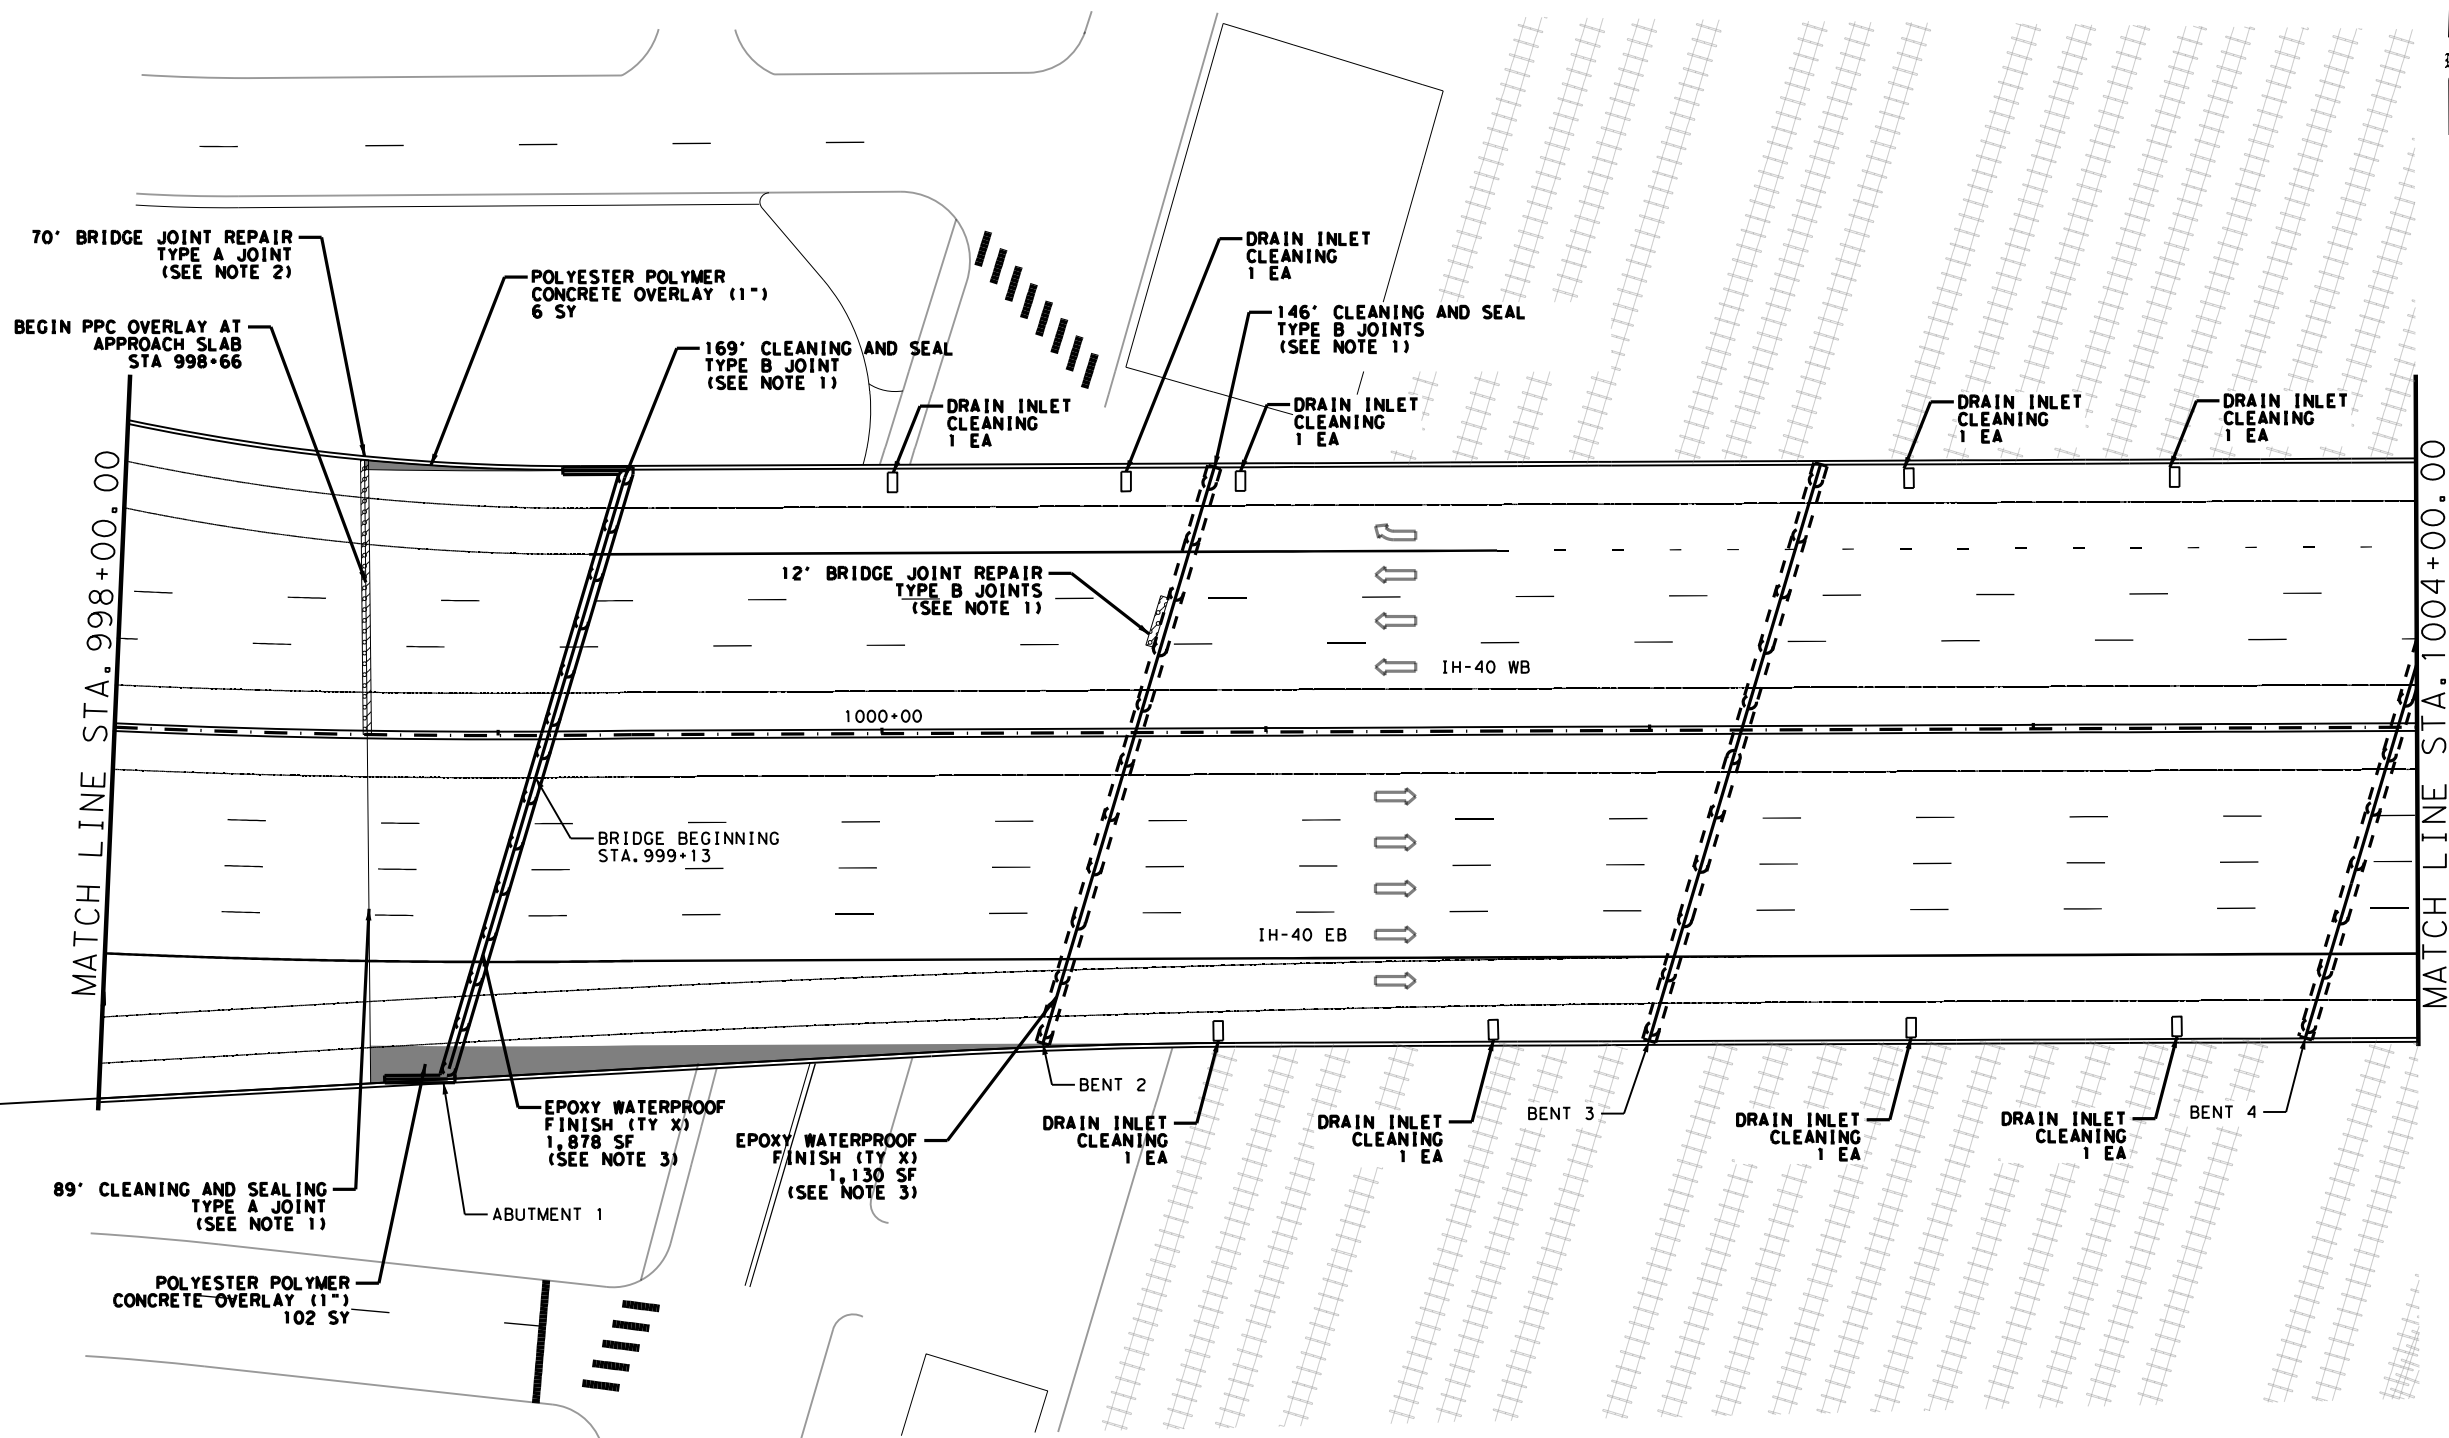 70' BRIDGE JOINT REPAIR
TYPE A JOINT
(SEE NOTE 2)
BEGIN PPC OVERLAY AT
APPROACH SLAB
STA 998+66
POLYESTER POLYMER
CONCRETE OVERLAY (1")
6 SY
169' CLEANING AND SEAL
TYPE B JOINT
(SEE NOTE 1)
DRAIN INLET
CLEANING
1 EA
DRAIN INLET
CLEANING
1 EA
146' CLEANING AND SEAL
TYPE B JOINTS
(SEE NOTE 1)
DRAIN INLET
CLEANING
1 EA
DRAIN INLET
CLEANING
1 EA
DRAIN INLET
CLEANING
1 EA
MATCH LINE STA.998+00.00
12' BRIDGE JOINT REPAIR
TYPE B JOINTS
(SEE NOTE 1)
IH-40 WB
1000+00
BRIDGE BEGINNING
STA.999+13
IH-40 EB
MATCH LINE STA.1004+00.00
EPOXY WATERPROOF
FINISH (TY X)
1,878 SF
(SEE NOTE 3)
EPOXY WATERPROOF
FINISH (TY X)
1,130 SF
(SEE NOTE 3)
BENT 2
DRAIN INLET
CLEANING
1 EA
DRAIN INLET
CLEANING
1 EA
BENT 3
DRAIN INLET
CLEANING
1 EA
DRAIN INLET
CLEANING
1 EA
BENT 4
89' CLEANING AND SEALING
TYPE A JOINT
(SEE NOTE 1)
ABUTMENT 1
POLYESTER POLYMER
CONCRETE OVERLAY (1")
102 SY